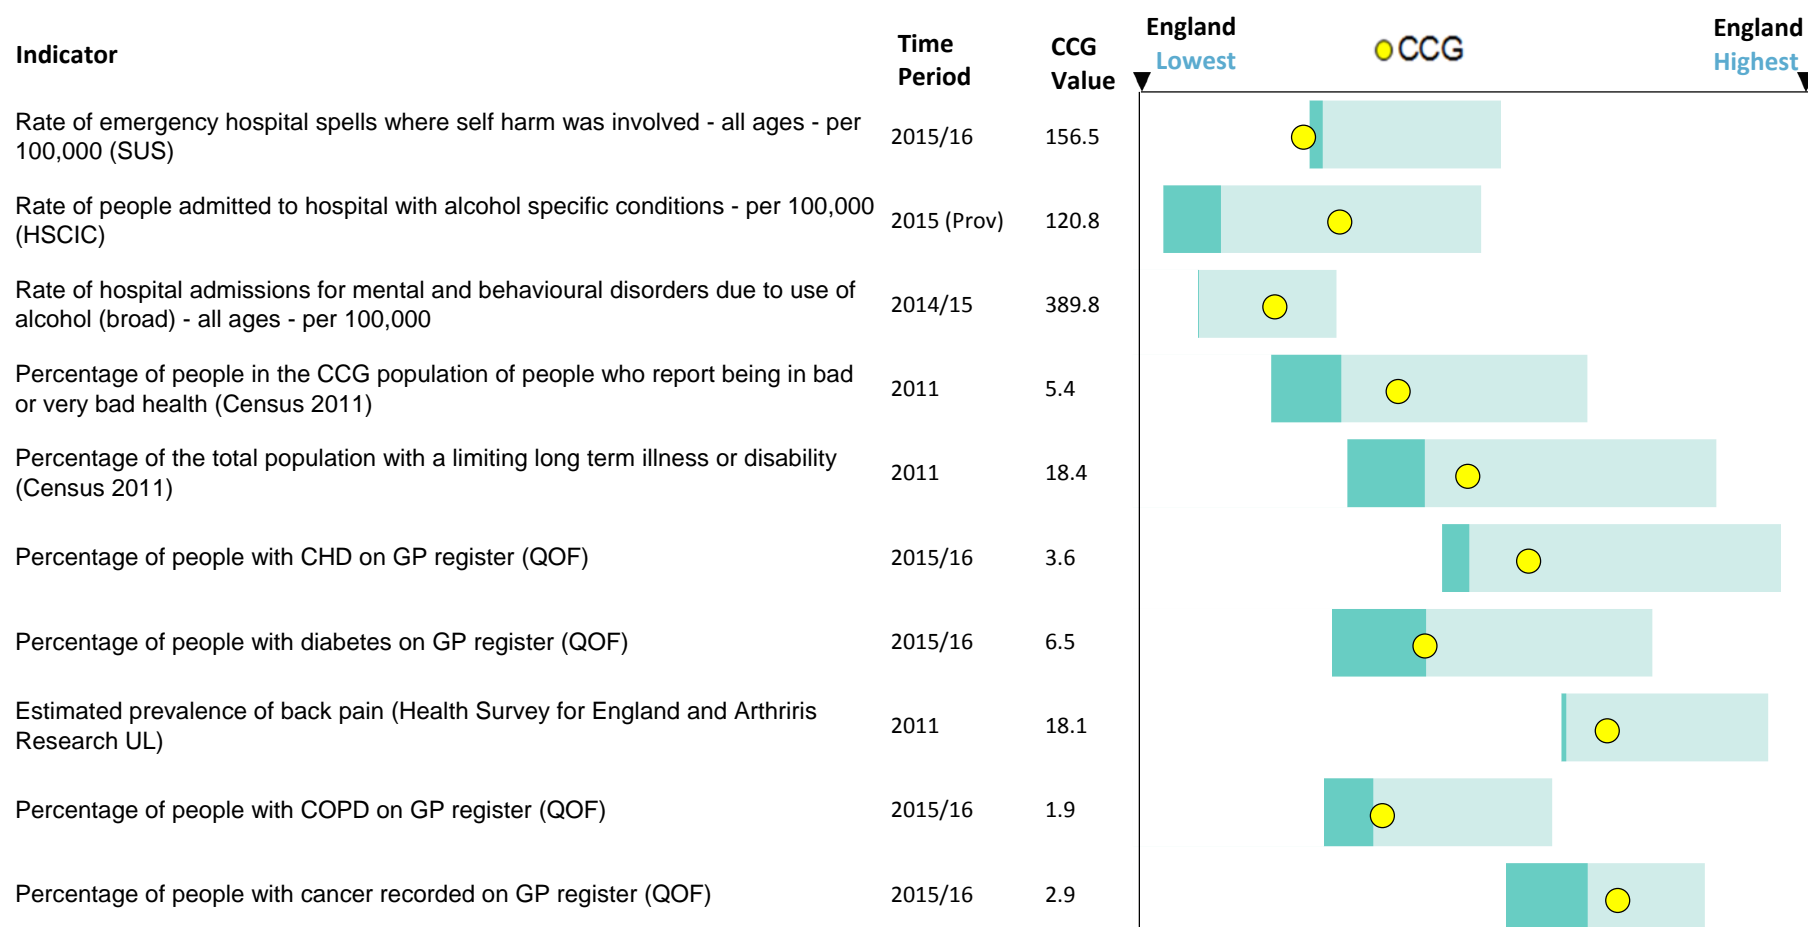 Indicator
Time
Period
CCG
Value
England
Lowest
CCG
England
Highest
Rate of emergency hospital spells where self harm was involved - all ages - per
100,000 (SUS)
2015/16
156.5
Rate of people admitted to hospital with alcohol specific conditions - per 100,000
(HSCIC)
2015 (Prov)
120.8
Rate of hospital admissions for mental and behavioural disorders due to use of
alcohol (broad) - all ages - per 100,000
2014/15
389.8
Percentage of people in the CCG population of people who report being in bad
or very bad health (Census 2011)
2011
5.4
Percentage of the total population with a limiting long term illness or disability
(Census 2011)
2011
18.4
Percentage of people with CHD on GP register (QOF)
2015/16
3.6
Percentage of people with diabetes on GP register (QOF)
2015/16
6.5
Estimated prevalence of back pain (Health Survey for England and Arthriris
Research UL)
2011
18.1
Percentage of people with COPD on GP register (QOF)
2015/16
1.9
Percentage of people with cancer recorded on GP register (QOF)
2015/16
2.9